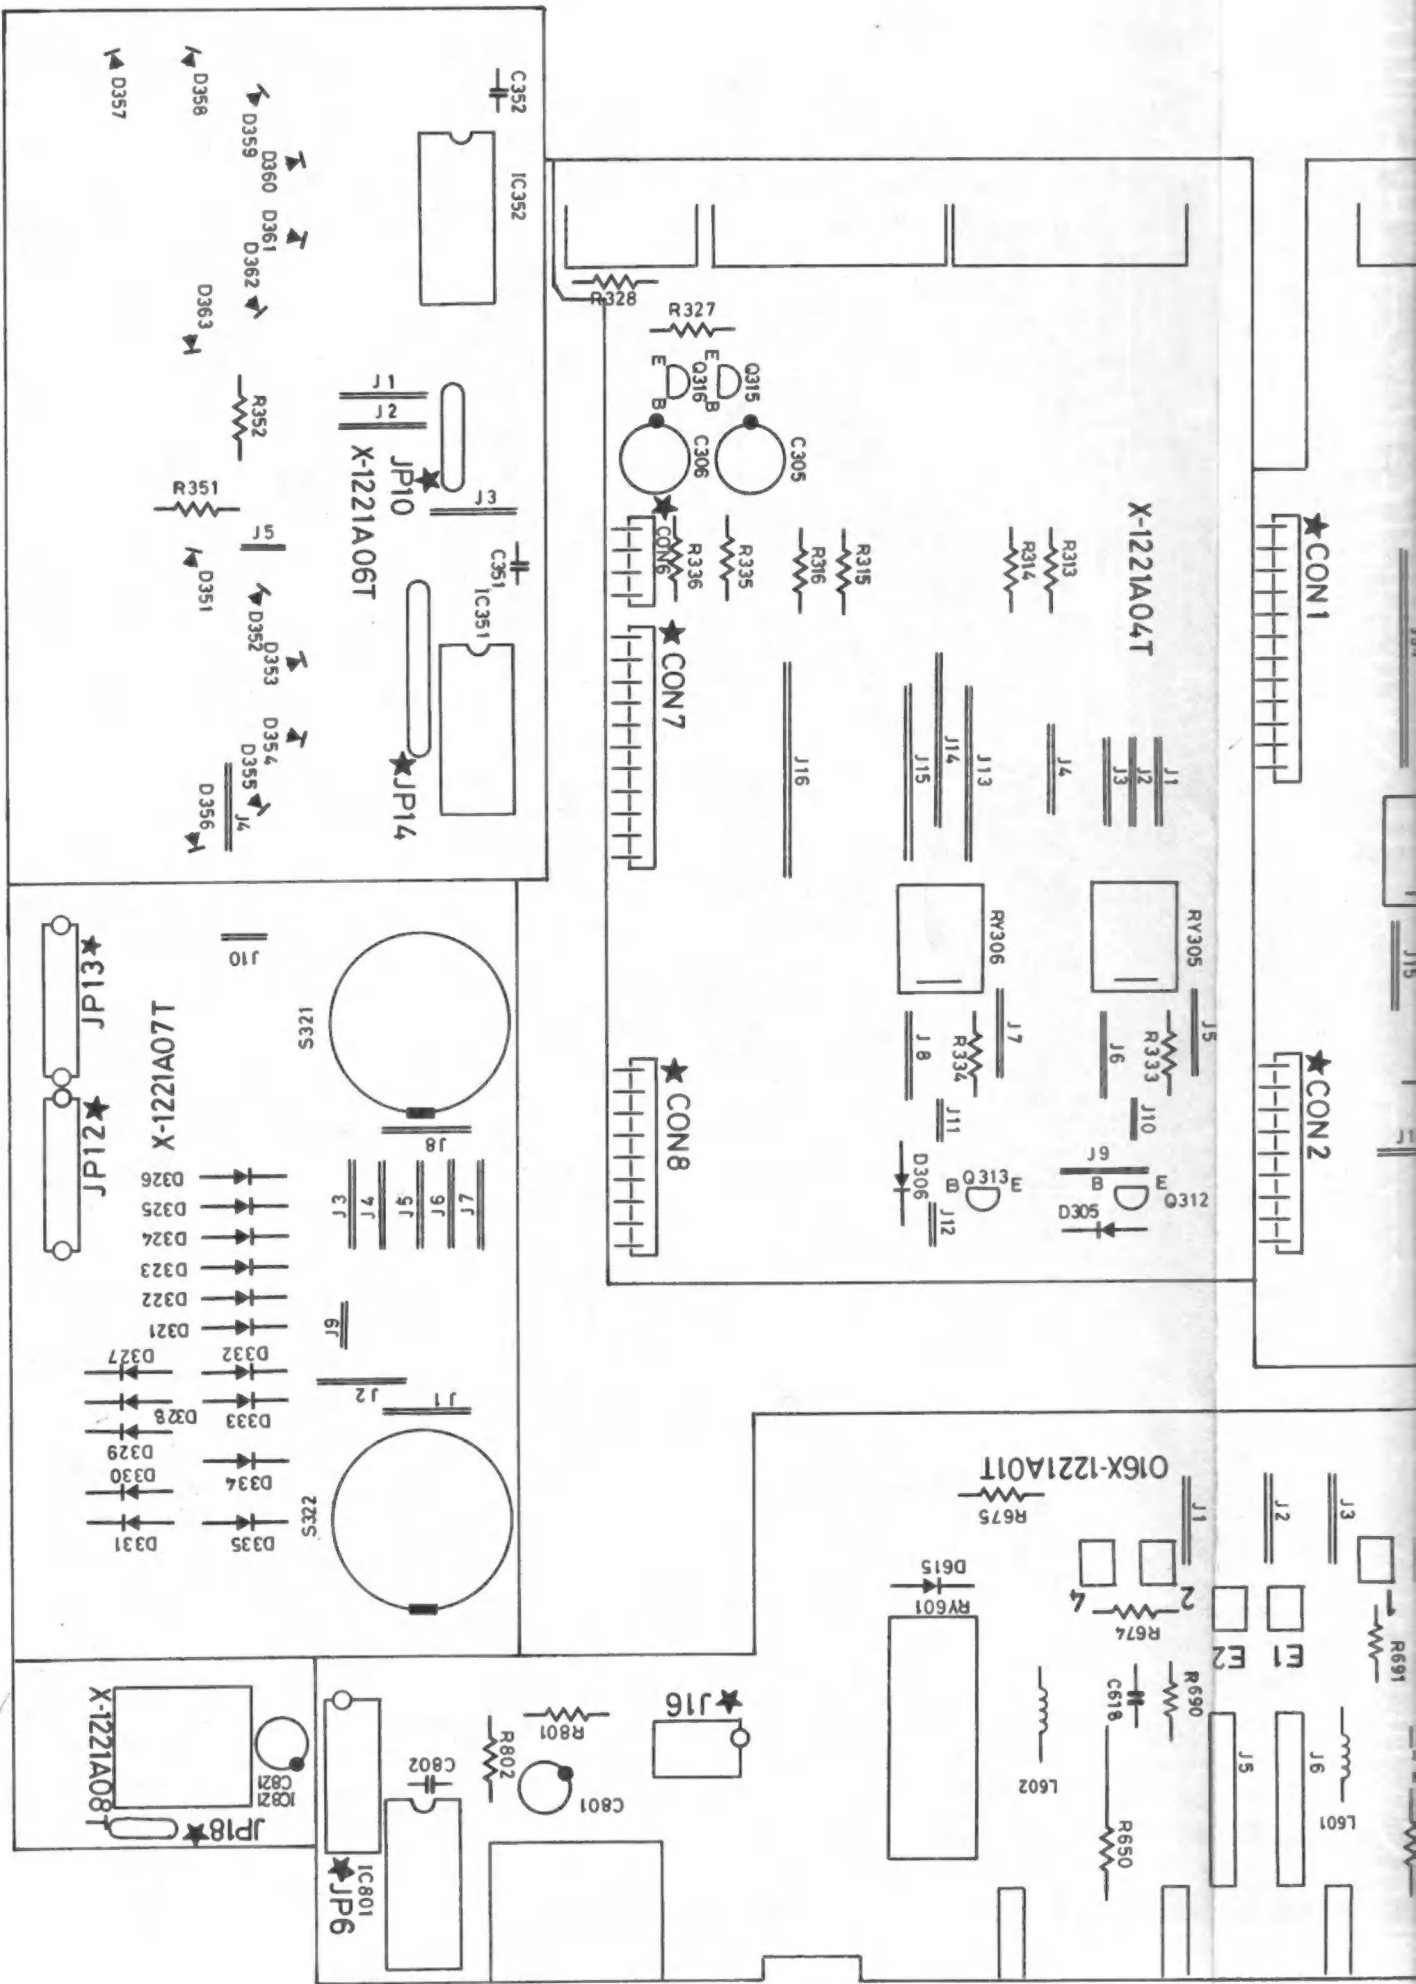 D357
D358
D359
D360
D361
D362
D363
C352
IC352
R352
R351
J5
J1
J2
JP10
X-1221A06T
J3
C351
IC351
D351
D352
D353
D354
D355
D356
J4
★JP14
R328
R327
E
Q316
B
E
Q315
B
C306
C305
★
CON6
R336
R335
R316
R315
R314
R313
X-1221A04T
★CON1
★CON7
J16
J15
J14
J13
J4
J3
J2
J1
RY306
RY305
J8
R334
J7
J6
R333
J5
J11
J10
D306
B
Q313
E
J12
J9
B
E
Q312
D305
★CON8
★CON2
J15
JP13★
JP12★
X-1221A07T
J10
S321
J8
J3
J4
J5
J6
J7
D326
D325
D324
D323
D322
D321
D327
D332
D328
D333
D329
D330
D334
D331
D335
J9
J2
J1
S322
016X-1221A01T
R675
D615
RY601
4
2
R674
J1
J2
J3
E2
E1
1
R691
L602
C618
R690
R650
J5
J6
L601
X-1221A08T
C821
IC821
★JP18
R801
R802
C802
C801
J16★
IC801
★JP6